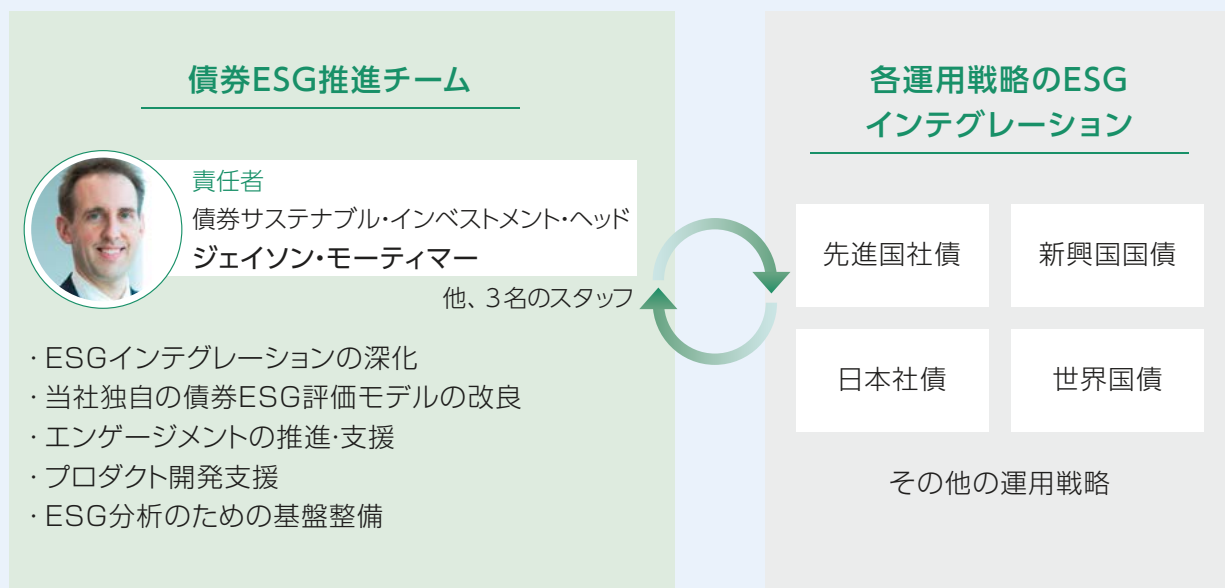 債券ESG推進チーム
責任者
債券サステナブル・インベストメント・ヘッド
ジェイソン・モーティマー
他、3名のスタッフ
・ESGインテグレーションの深化
・当社独自の債券ESG評価モデルの改良
・エンゲージメントの推進・支援
・プロダクト開発支援
・ESG分析のための基盤整備
各運用戦略のESG
インテグレーション
先進国社債
新興国国債
日本社債
世界国債
その他の運用戦略